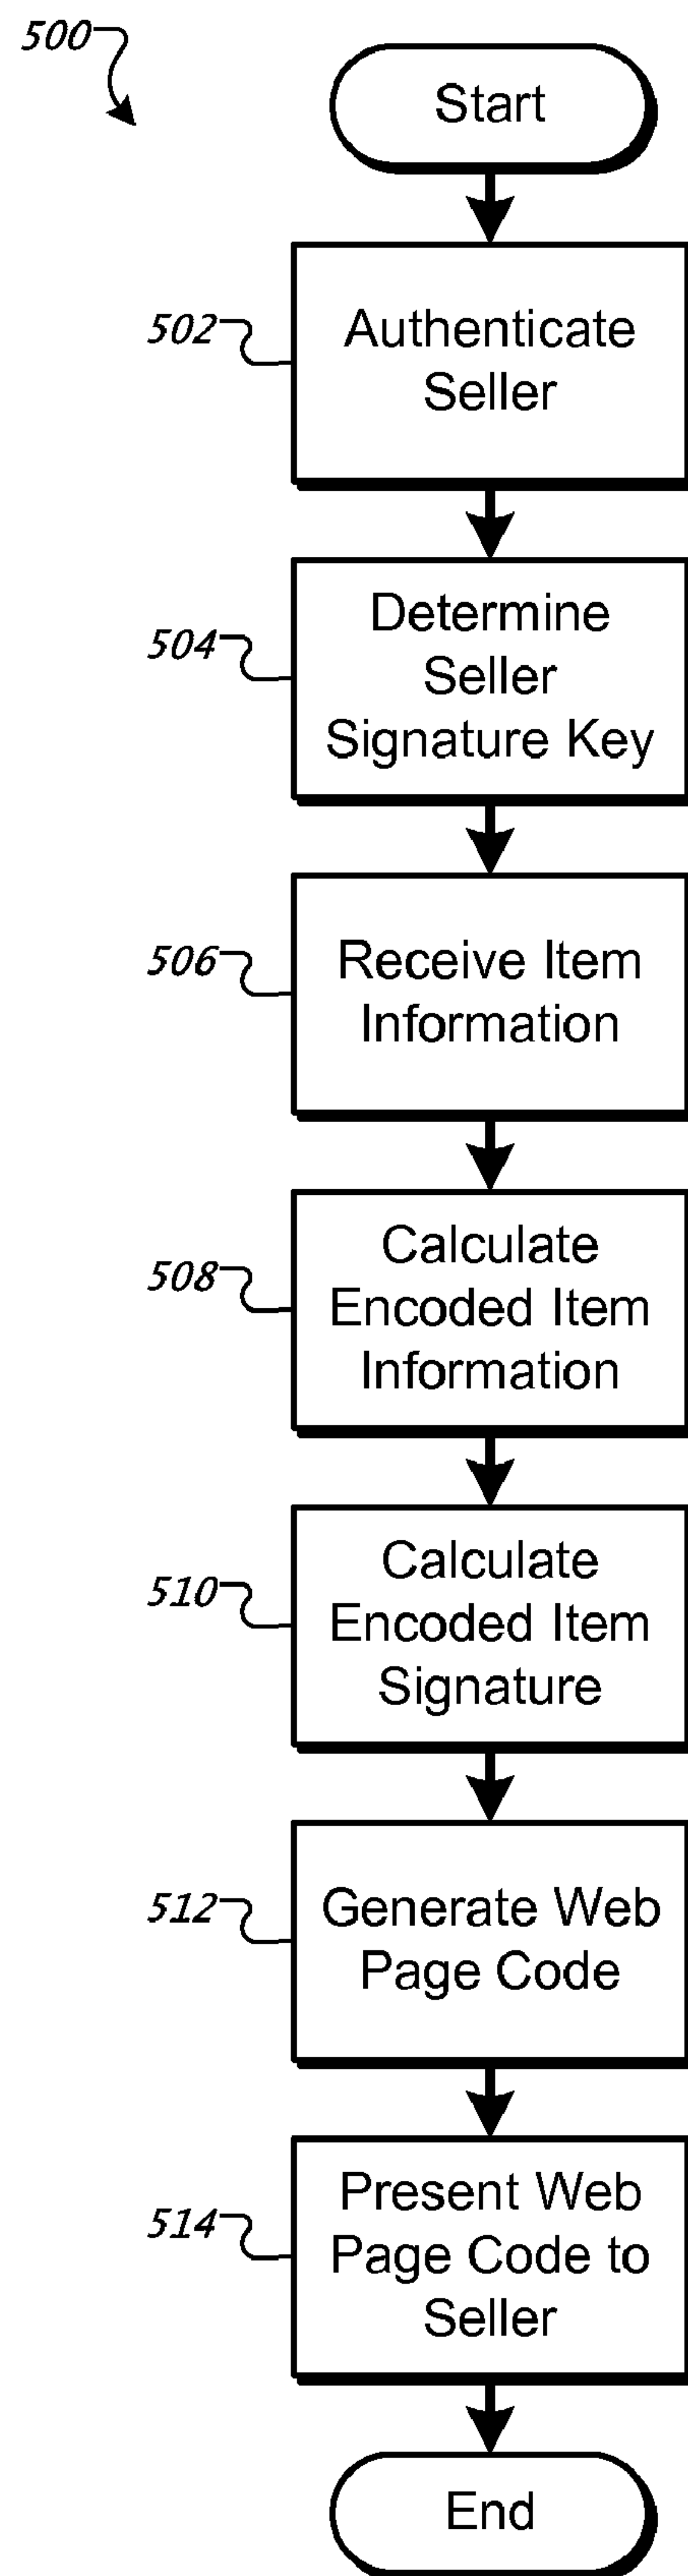 500
Start
502
Authenticate
Seller
504
Determine
Seller
Signature Key
506
Receive Item
Information
508
Calculate
Encoded Item
Information
510
Calculate
Encoded Item
Signature
512
Generate Web
Page Code
514
Present Web
Page Code to
Seller
End